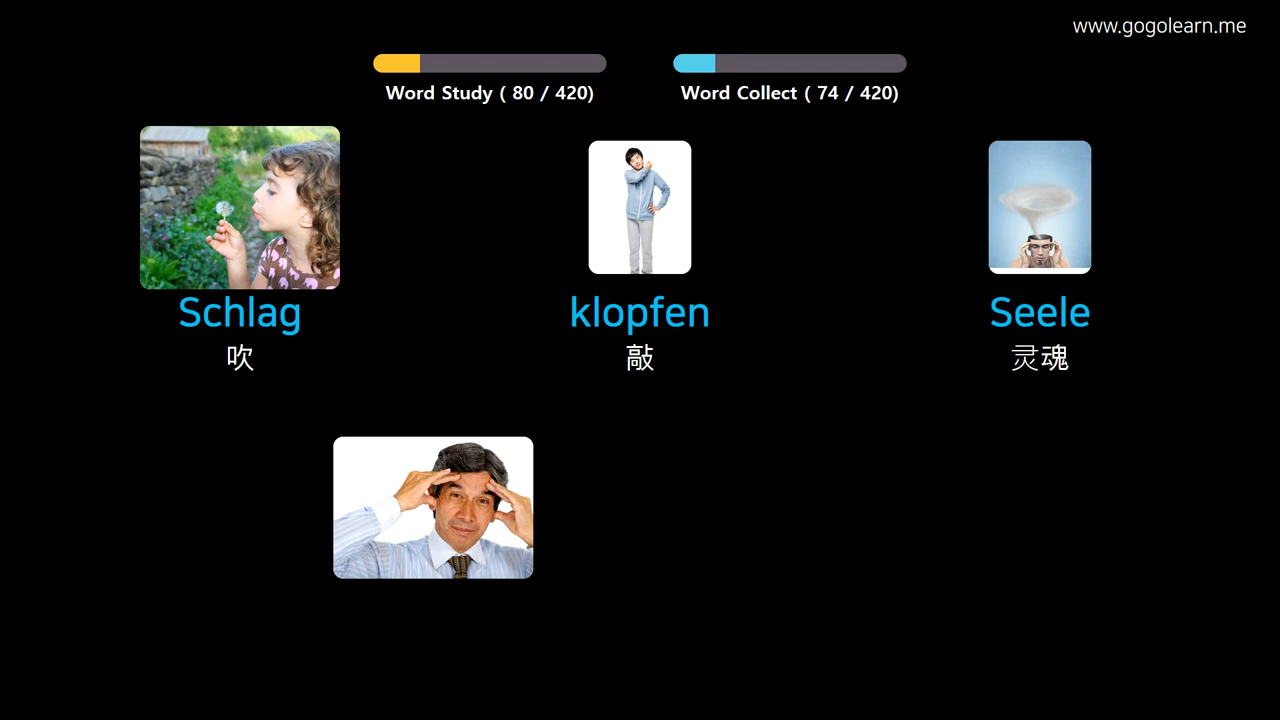 www.gogolearn.me
Word Study ( 80 / 420)
Word Collect ( 74 / 420)
Schlag
klopfen
Seele
吹
敲
灵魂